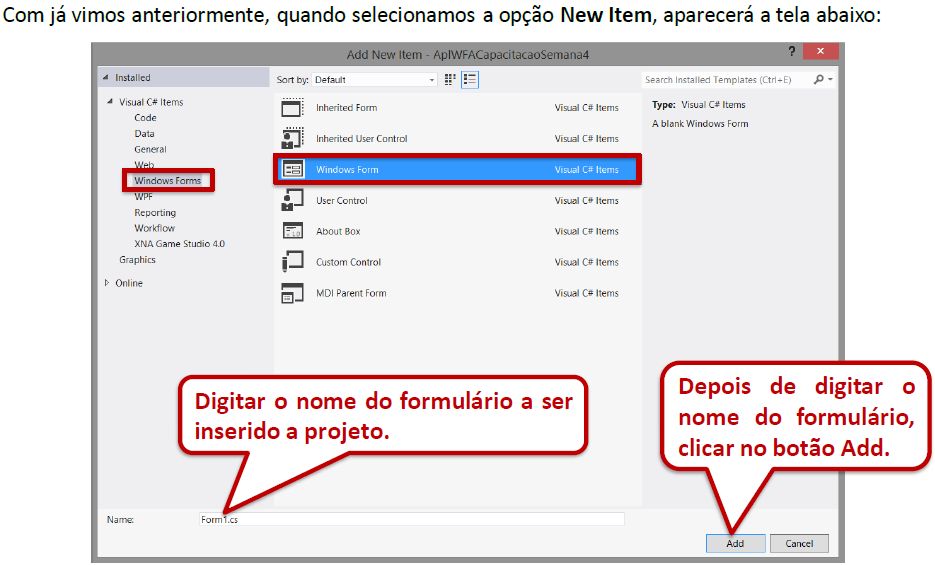 Com já vimos anteriormente, quando selecionamos a opção New Item, aparecerá a tela abaixo:
Add New Item - AplWFACapacitacaoSemana4
? x
Installed
Sort by: Default
Search Installed Templates (Ctrl+E)
Visual C# Items
Code
Data
General
Web
Windows Forms
WPF
Reporting
Workflow
XNA Game Studio 4.0
Graphics
Online
Inherited Form Visual C# Items
Inherited User Control Visual C# Items
Windows Form Visual C# Items
User Control Visual C# Items
About Box Visual C# Items
Custom Control Visual C# Items
MDI Parent Form Visual C# Items
Type: Visual C# Items
A blank Windows Form
Digitar o nome do formulário a ser
inserido a projeto.
Depois de digitar o
nome do formulário,
clicar no botão Add.
Name: Form1.cs
Add Cancel